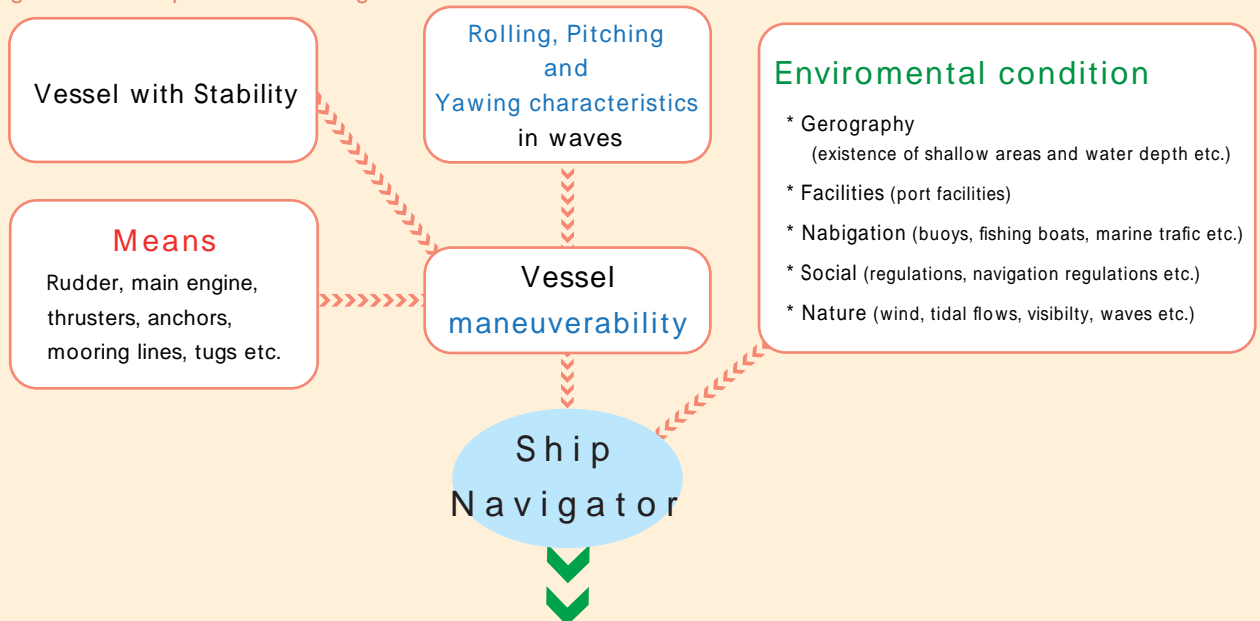 Vessel with Stability
Rolling, Pitching
and
Yawing characteristics
in waves
Enviromental condition
* Gerography
(existence of shallow areas and water depth etc.)
* Facilities (port facilities)
* Nabigation (buoys, fishing boats, marine trafic etc.)
* Social (regulations, navigation regulations etc.)
* Nature (wind, tidal flows, visibilty, waves etc.)
Means
Rudder, main engine,
thrusters, anchors,
mooring lines, tugs etc.
Vessel
maneuverability
Ship
Navigator